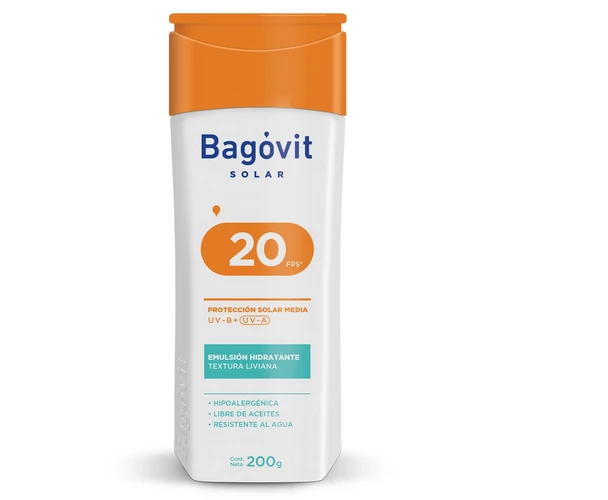 Bagóvit
SOLAR
20 FPS*
PROTECCIÓN SOLAR MEDIA
UV-B+ UV-A
EMULSIÓN HIDRATANTE
TEXTURA LIVIANA
• HIPOALERGÉNICA
• LIBRE DE ACEITES
• RESISTENTE AL AGUA
Cont.
Neto 200g
Bagóvit